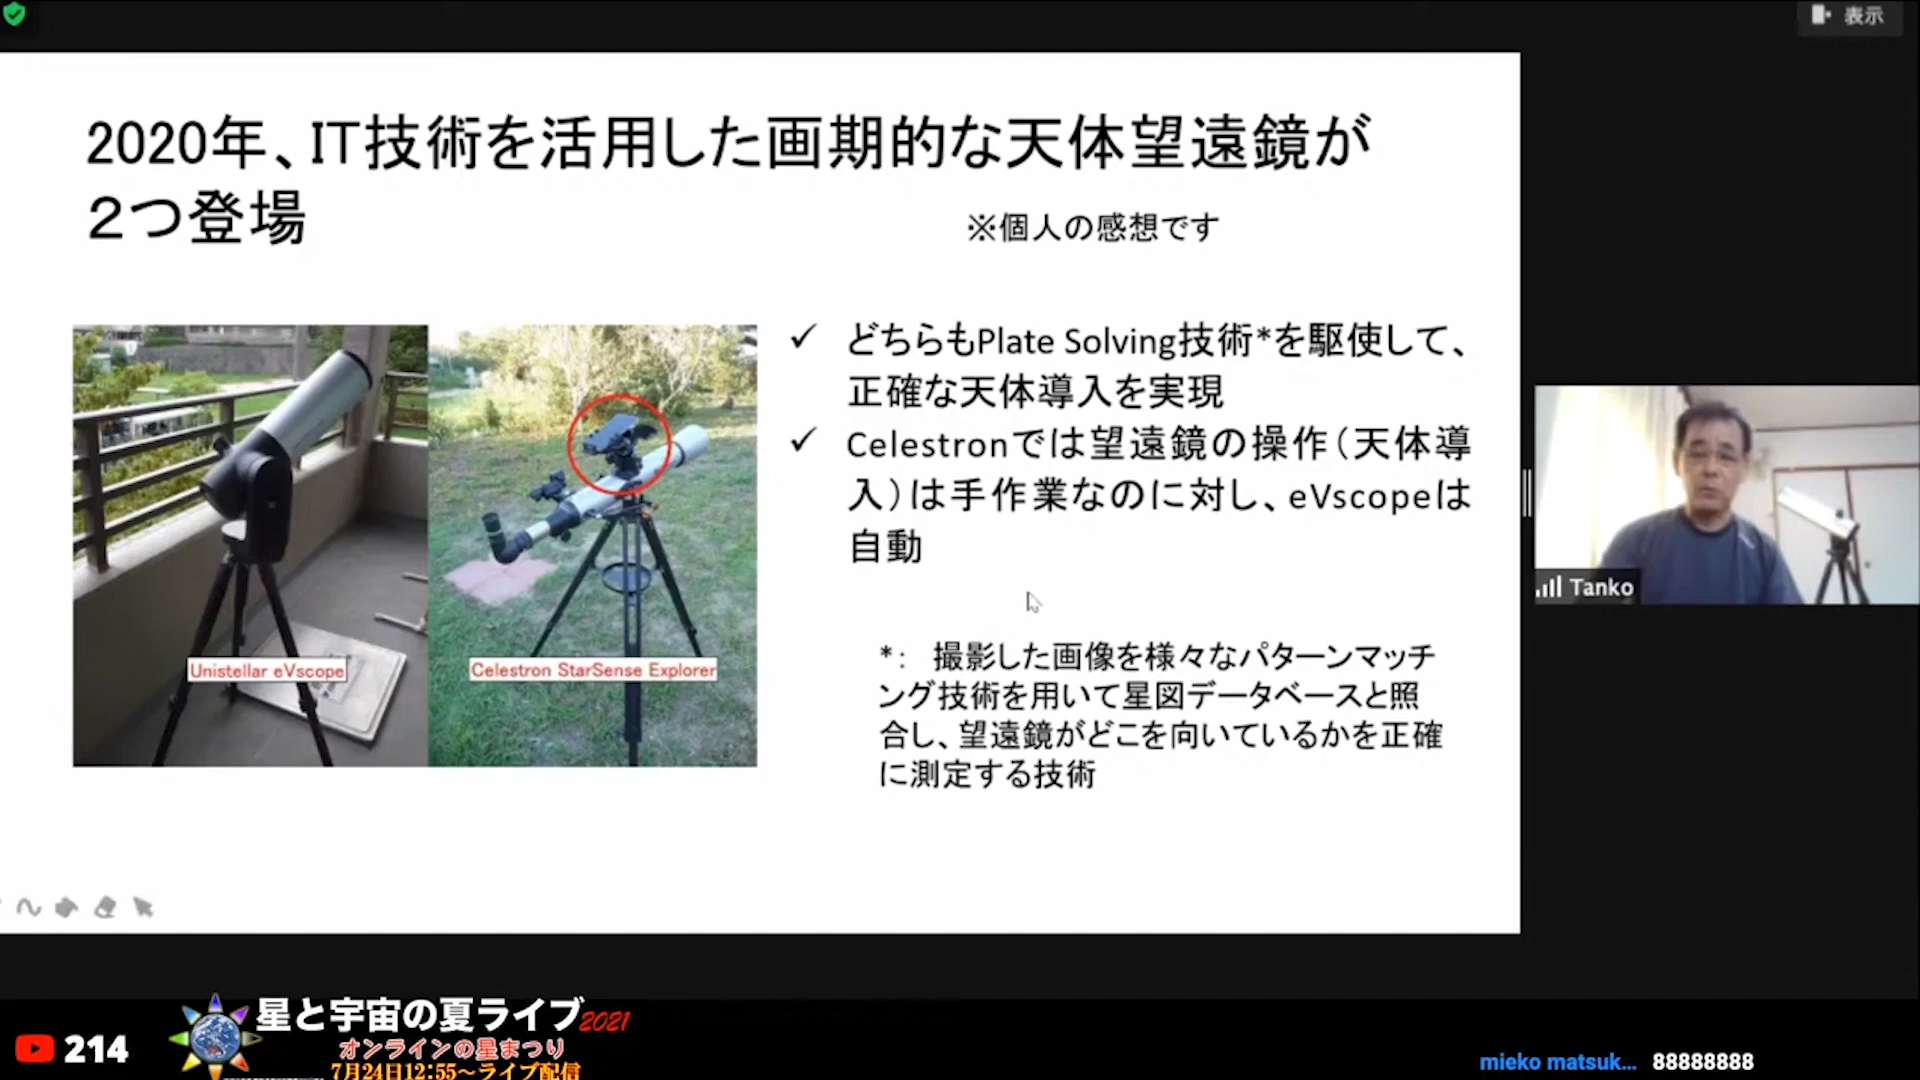 表示
2020年、IT技術を活用した画期的な天体望遠鏡が
２つ登場
※個人の感想です
✓ どちらもPlate Solving技術*を駆使して、
正確な天体導入を実現
✓ Celestronでは望遠鏡の操作（天体導
入）は手作業なのに対し、eVscopeは
自動
Unistellar eVscope
Celestron StarSense Explorer
*： 撮影した画像を様々なパターンマッチ
ング技術を用いて星図データベースと照
合し、望遠鏡がどこを向いているかを正確
に測定する技術
Tanko
214
星と宇宙の夏ライブ2021
オンラインの星まつり
7月24日12:55～ライブ配信
mieko matsuk... 88888888